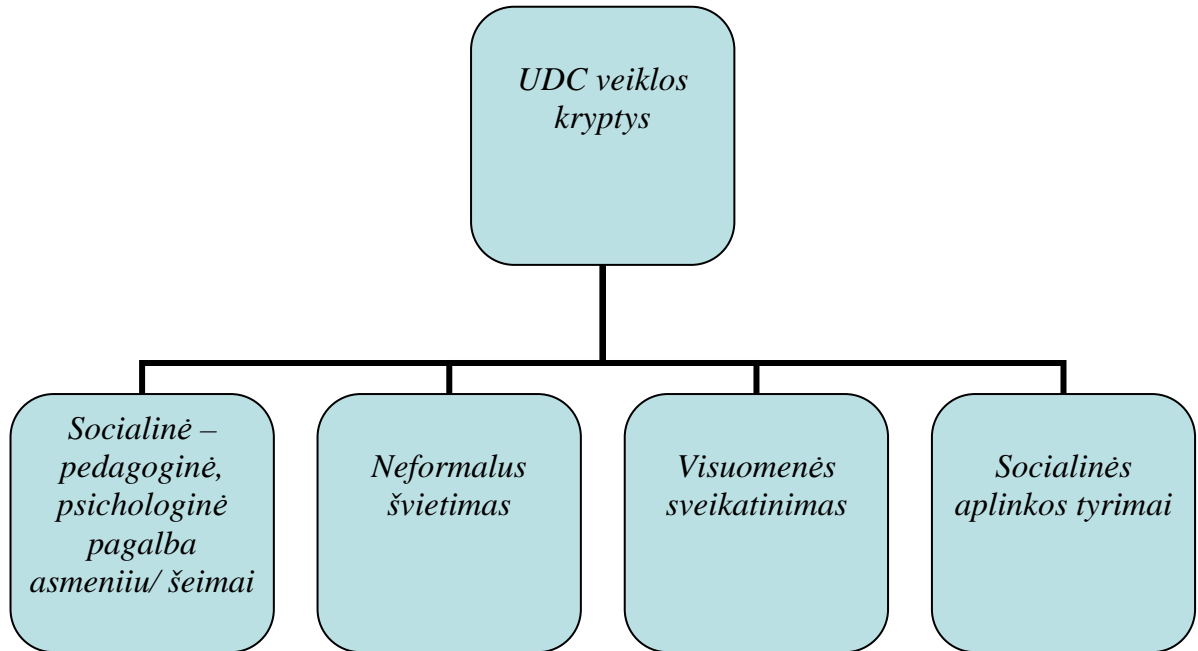 UDC veiklos
kryptys
Socialinė –
pedagoginė,
psichologinė
pagalba
asmeniiu/ šeimai
Neformalus
švietimas
Visuomenės
sveikatinimas
Socialinės
aplinkos tyrimai